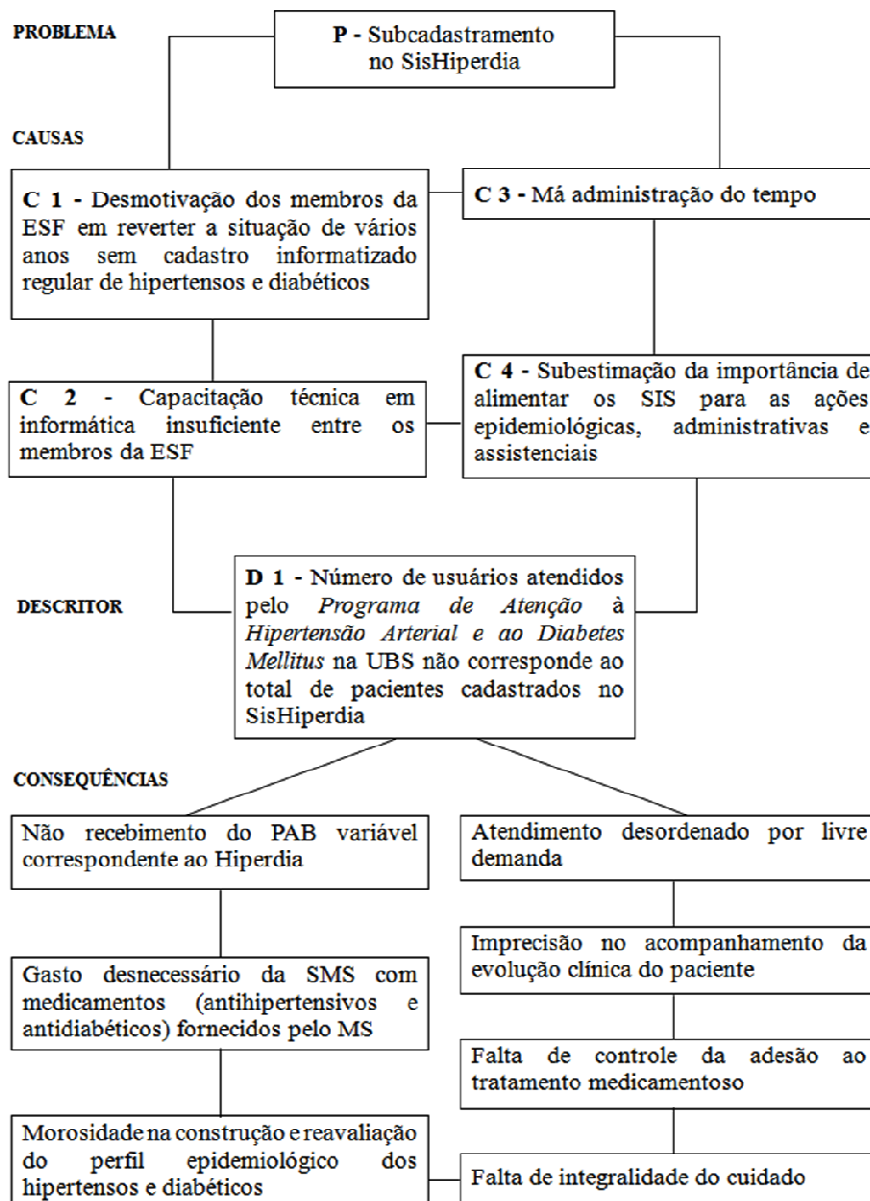 PROBLEMA
P - Subcadastramento
no SisHiperdia
CAUSAS
C 1 - Desmotivação dos membros da
ESF em reverter a situação de vários
anos sem cadastro informatizado
regular de hipertensos e diabéticos
C 3 - Má administração do tempo
C 2 - Capacitação técnica em
informática insuficiente entre os
membros da ESF
C 4 - Subestimação da importância de
alimentar os SIS para as ações
epidemiológicas, administrativas e
assistenciais
DESCRITOR
D 1 - Número de usuários atendidos
pelo Programa de Atenção à
Hipertensão Arterial e ao Diabetes
Mellitus na UBS não corresponde ao
total de pacientes cadastrados no
SisHiperdia
CONSEQUÊNCIAS
Não recebimento do PAB variável
correspondente ao Hiperdia
Gasto desnecessário da SMS com
medicamentos (antihipertensivos e
antidiabéticos) fornecidos pelo MS
Morosidade na construção e reavaliação
do perfil epidemiológico dos
hipertensos e diabéticos
Atendimento desordenado por livre
demanda
Imprecisão no acompanhamento da
evolução clínica do paciente
Falta de controle da adesão ao
tratamento medicamentoso
Falta de integralidade do cuidado